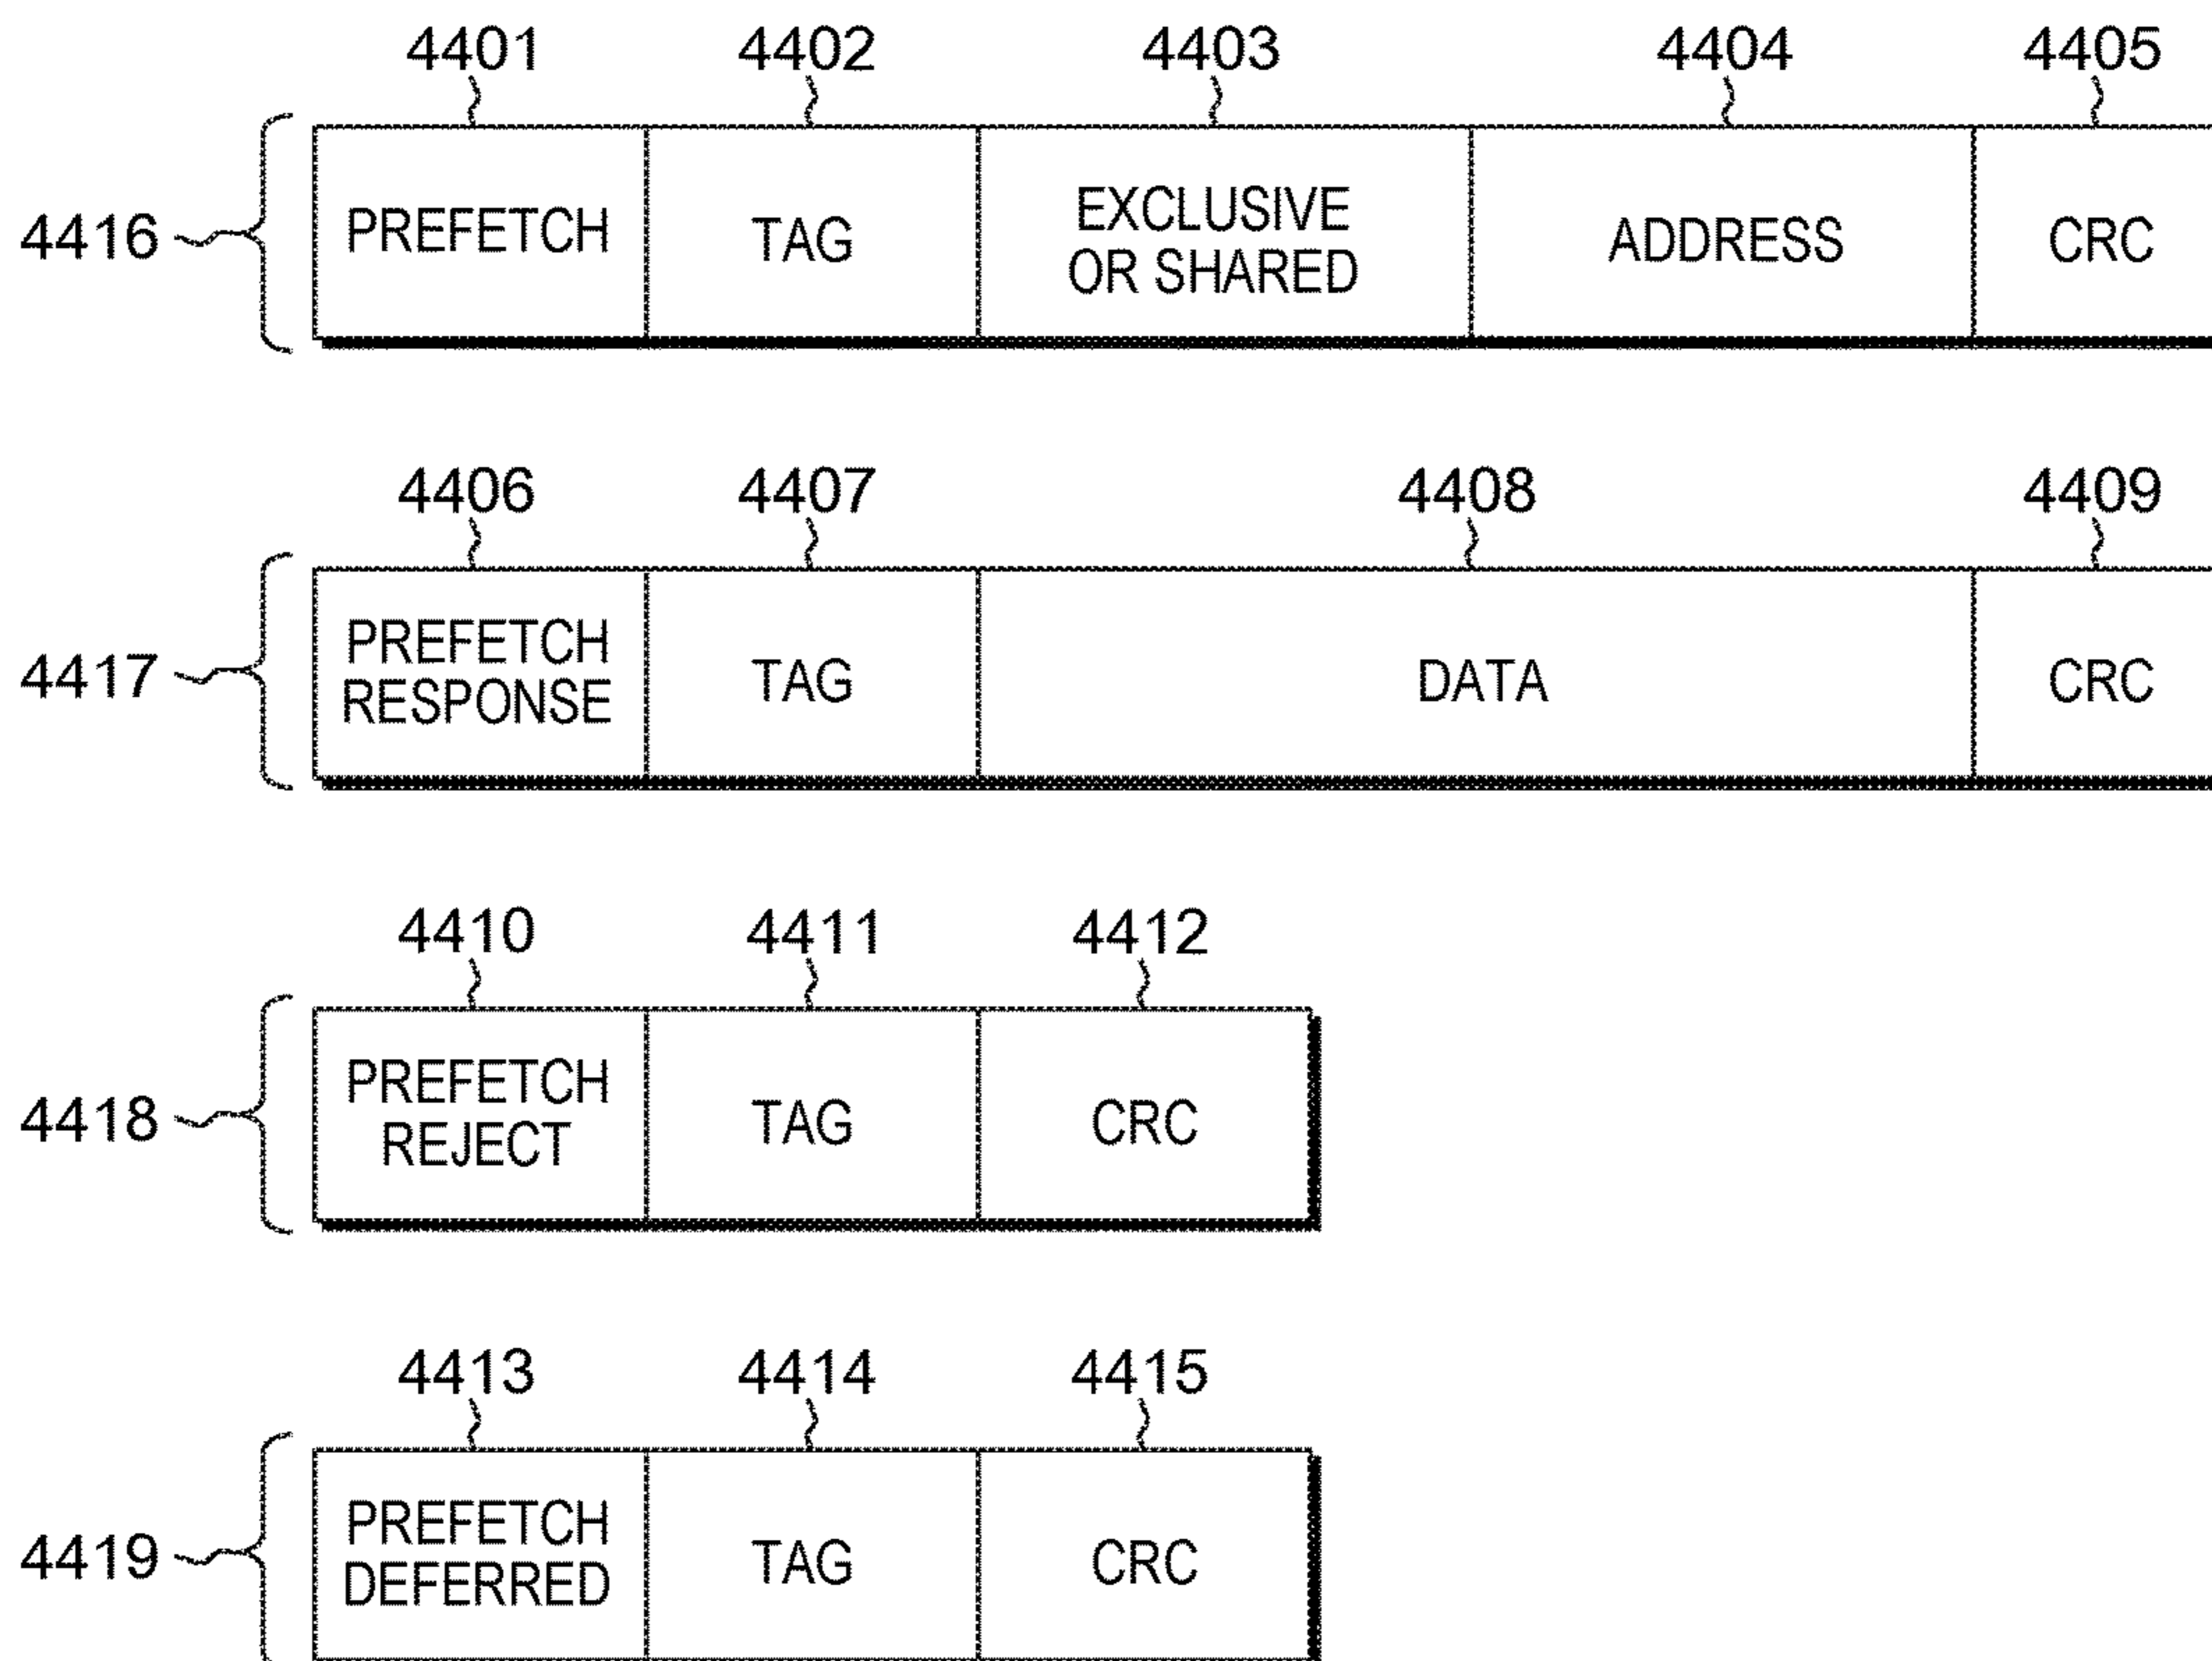 4401 4402 4403 4404 4405
4416 PREFETCH TAG EXCLUSIVE OR SHARED ADDRESS CRC
4406 4407 4408 4409
4417 PREFETCH RESPONSE TAG DATA CRC
4410 4411 4412
4418 PREFETCH REJECT TAG CRC
4413 4414 4415
4419 PREFETCH DEFERRED TAG CRC